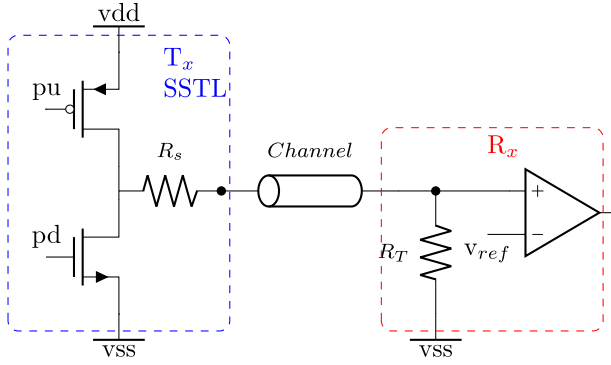 vdd
T_x
SSTL
pu
R_s
Channel
R_x
+
pd
R_T
v_ref
−
vss
vss